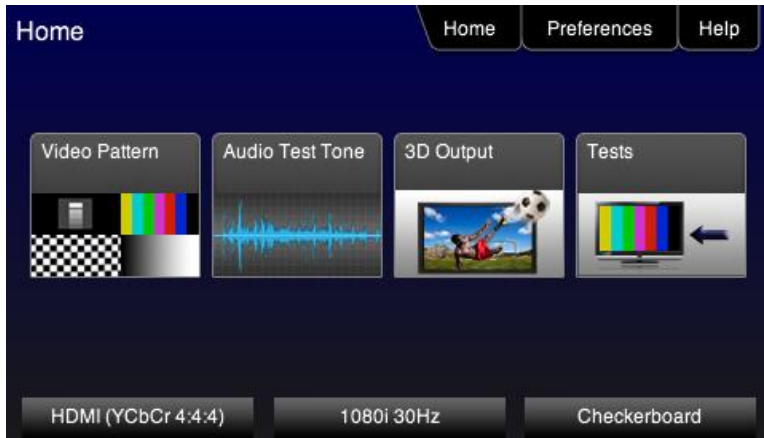 Home
Home
Preferences
Help
Video Pattern
Audio Test Tone
3D Output
Tests
HDMI (YCbCr 4:4:4)
1080i 30Hz
Checkerboard